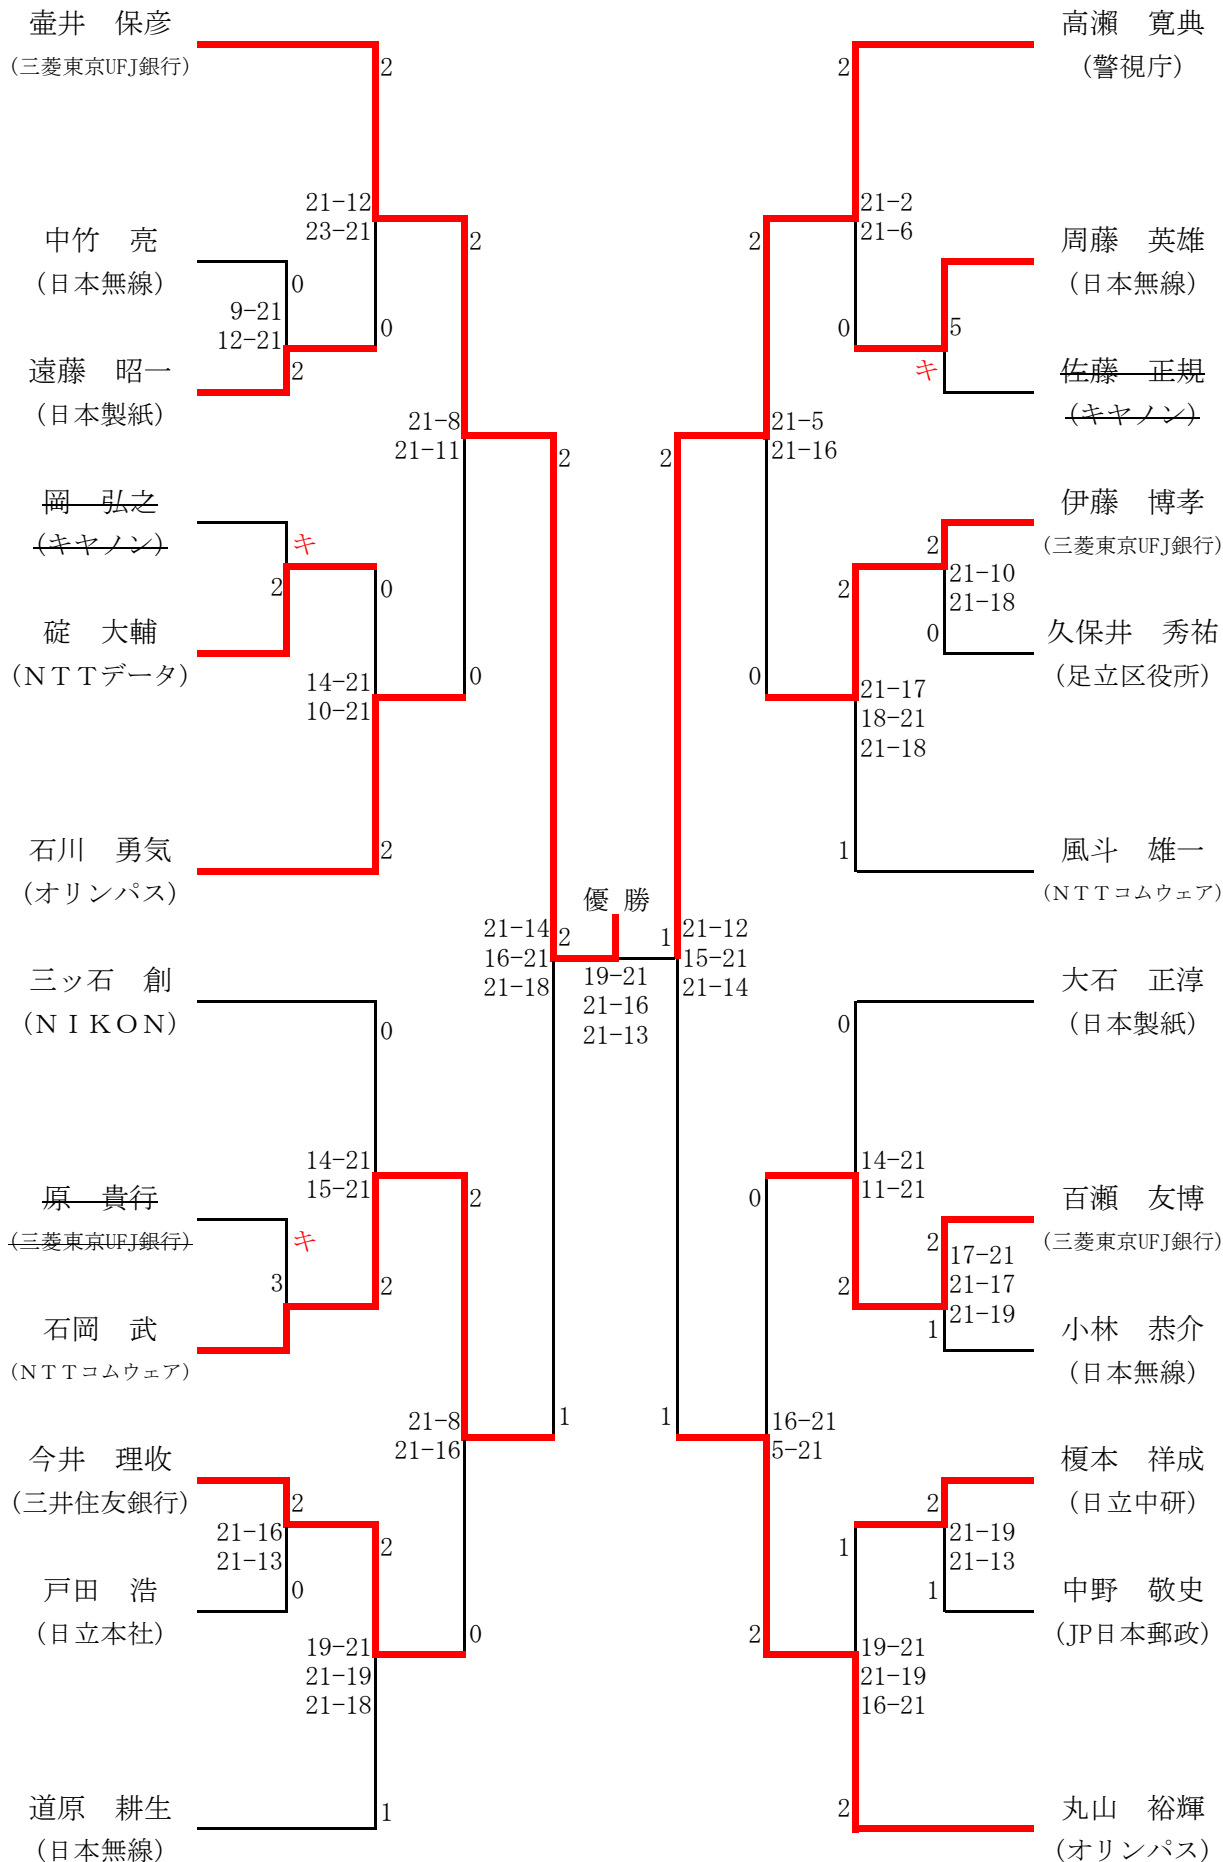 壷井　保彦
(三菱東京UFJ銀行)
2
21-12
23-21
2
中竹　亮
(日本無線)
0
9-21
12-21
0
2
遠藤　昭一
(日本製紙)
21-8
21-11
2
岡　弘之
(キヤノン)
キ
2
0
碇　大輔
(ＮＴＴデータ)
14-21
10-21
0
石川　勇気
(オリンパス)
2
21-14
16-21
21-18
2
三ッ石　創
(ＮＩＫＯＮ)
0
14-21
15-21
2
原　貴行
(三菱東京UFJ銀行)
キ
3
2
石岡　武
(ＮＴＴコムウェア)
21-8
21-16
1
今井　理収
(三井住友銀行)
2
21-16
21-13
2
0
戸田　浩
(日立本社)
19-21
21-19
21-18
0
道原　耕生
(日本無線)
1
優 勝
19-21
21-16
21-13
高瀬　寛典
(警視庁)
2
21-2
21-6
2
周藤　英雄
(日本無線)
5
0
キ
佐藤　正規
(キヤノン)
21-5
21-16
2
伊藤　博孝
(三菱東京UFJ銀行)
2
21-10
21-18
2
0
久保井　秀祐
(足立区役所)
0
21-17
18-21
21-18
1
風斗　雄一
(ＮＴＴコムウェア)
1
21-12
15-21
21-14
大石　正淳
(日本製紙)
0
14-21
11-21
0
百瀬　友博
(三菱東京UFJ銀行)
2
17-21
21-17
21-19
2
1
小林　恭介
(日本無線)
1
16-21
5-21
榎本　祥成
(日立中研)
2
21-19
21-13
1
1
中野　敬史
(JP日本郵政)
2
19-21
21-19
16-21
2
丸山　裕輝
(オリンパス)